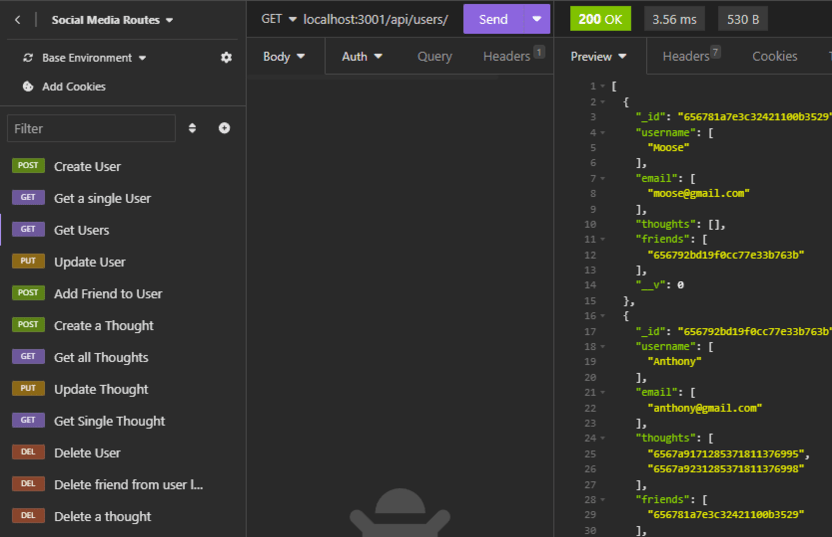 Social Media Routes
Base Environment
Add Cookies
Filter
POST Create User
GET Get a single User
GET Get Users
PUT Update User
POST Add Friend to User
POST Create a Thought
GET Get all Thoughts
PUT Update Thought
GET Get Single Thought
DEL Delete User
DEL Delete friend from user l...
DEL Delete a thought
GET localhost:3001/api/users/ Send
Body Auth Query Headers 1
200 OK 3.56 ms 530 B
Preview Headers 7 Cookies
1 [
2 {
3 "_id": "656781a7e3c32421100b3529"
4 "username": [
5 "Moose"
6 ],
7 "email": [
8 "moose@gmail.com"
9 ],
10 "thoughts": [],
11 "friends": [
12 "656792bd19f0cc77e33b763b"
13 ],
14 "__v": 0
15 },
16 {
17 "_id": "656792bd19f0cc77e33b763b"
18 "username": [
19 "Anthony"
20 ],
21 "email": [
22 "anthony@gmail.com"
23 ],
24 "thoughts": [
25 "6567a9171285371811376995",
26 "6567a9231285371811376998"
27 ],
28 "friends": [
29 "656781a7e3c32421100b3529"
30 ],